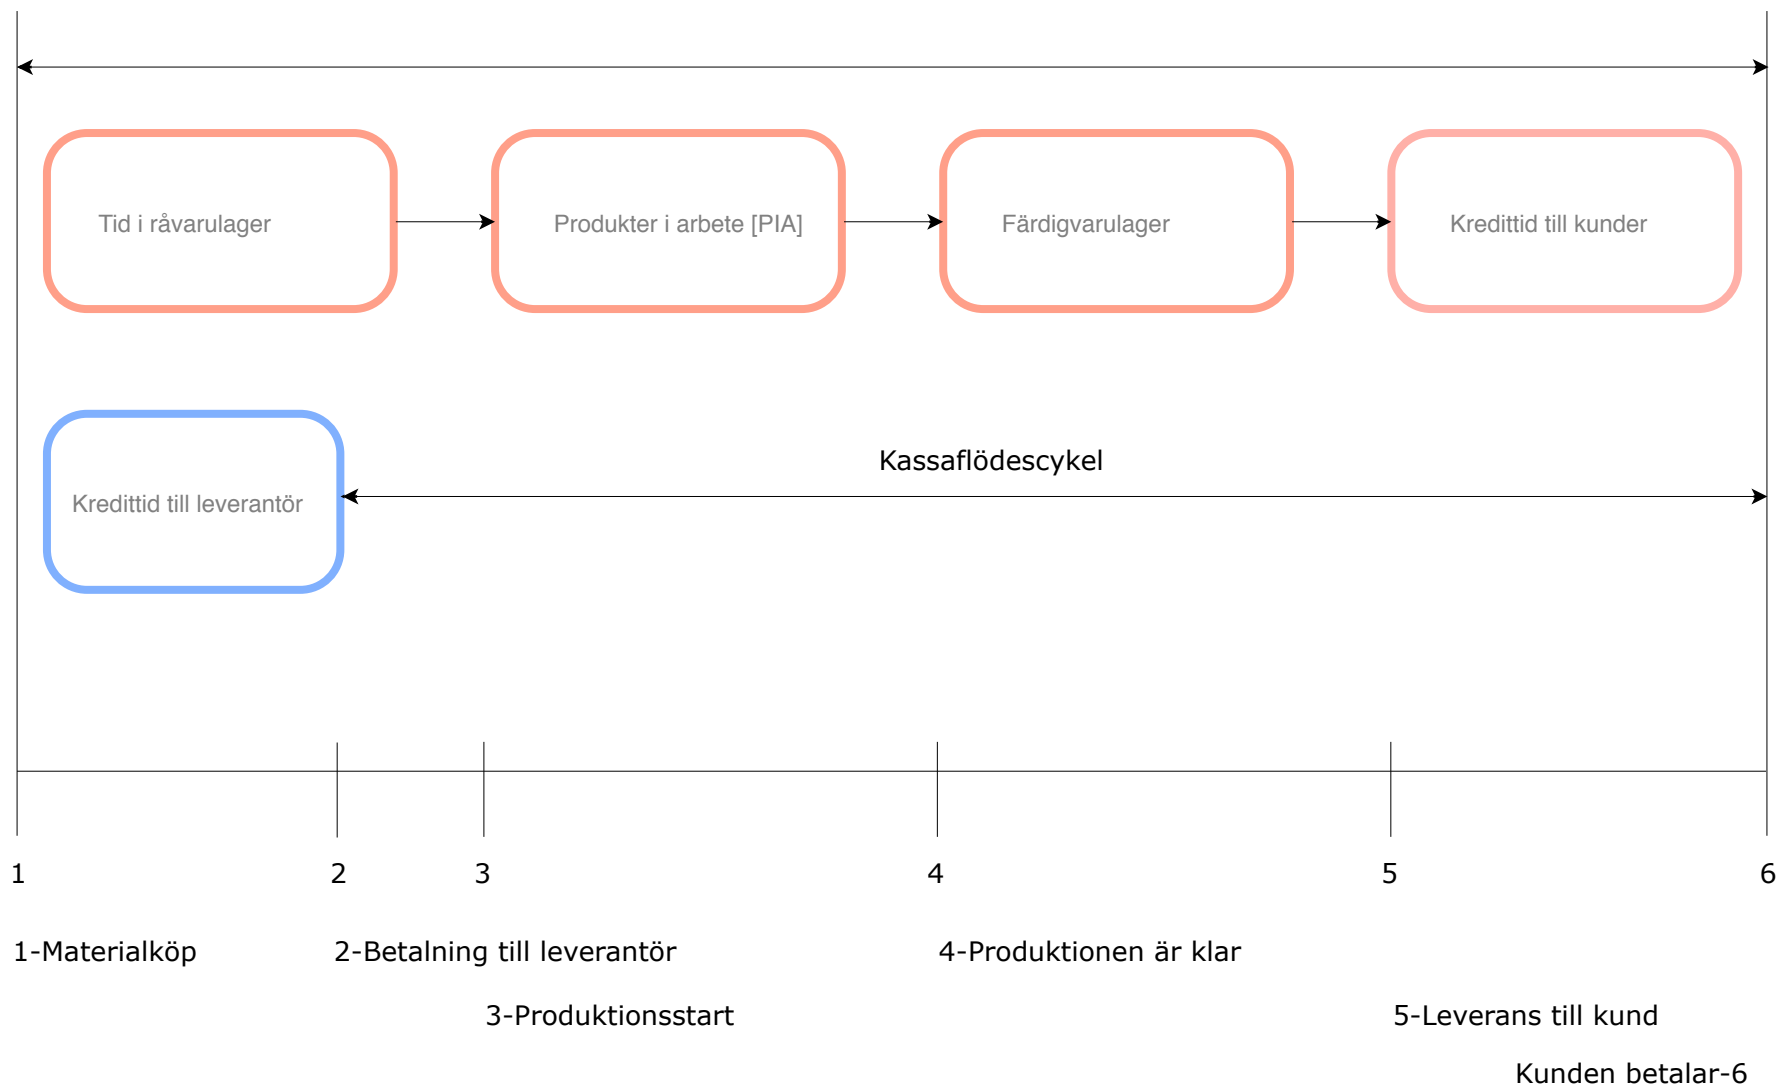 Tid i råvarulager
Produkter i arbete [PIA]
Färdigvarulager
Kredittid till kunder
Kredittid till leverantör
Kassaflödescykel
1
2
3
4
5
6
1-Materialköp
2-Betalning till leverantör
4-Produktionen är klar
3-Produktionsstart
5-Leverans till kund
Kunden betalar-6